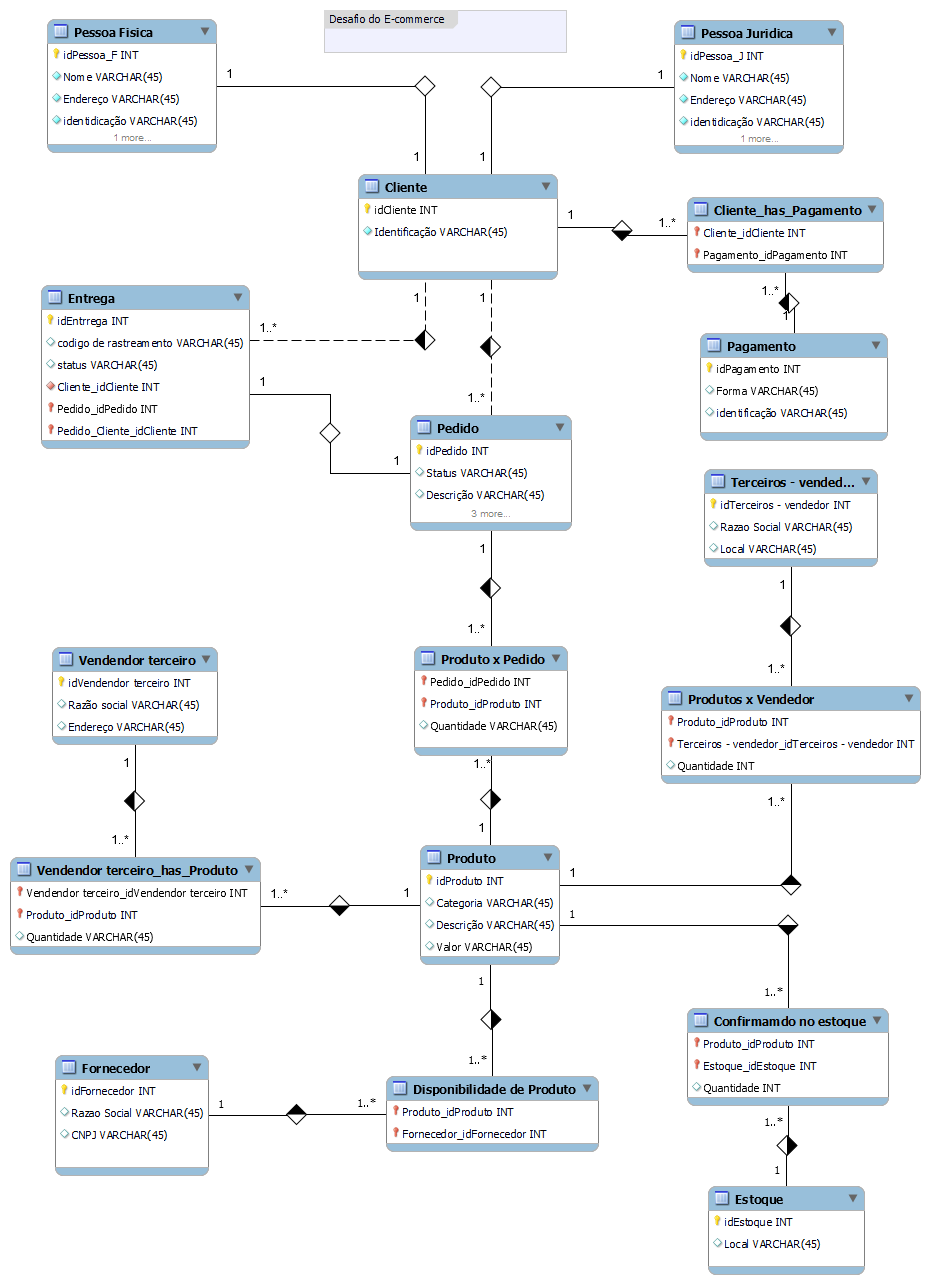 Desafio do E-commerce
Pessoa Fisica
idPessoa_F INT
Nome VARCHAR(45)
Endereço VARCHAR(45)
identidicação VARCHAR(45)
1 more...
Pessoa Juridica
idPessoa_J INT
Nome VARCHAR(45)
Endereço VARCHAR(45)
identidicação VARCHAR(45)
1 more...
1
1
1
1
Cliente
idCliente INT
Identificação VARCHAR(45)
1
1..*
Cliente_has_Pagamento
Cliente_idCliente INT
Pagamento_idPagamento INT
1..*
1
Pagamento
idPagamento INT
Forma VARCHAR(45)
identificação VARCHAR(45)
1
1
1..*
1..*
Entrega
idEntrrega INT
codigo de rastreamento VARCHAR(45)
status VARCHAR(45)
Cliente_idCliente INT
Pedido_idPedido INT
Pedido_Cliente_idCliente INT
1
1
Pedido
idPedido INT
Status VARCHAR(45)
Descrição VARCHAR(45)
3 more...
Terceiros - vended...
idTerceiros - vendedor INT
Razao Social VARCHAR(45)
Local VARCHAR(45)
1
1..*
1
1..*
Vendendor terceiro
idVendendor terceiro INT
Razão social VARCHAR(45)
Endereço VARCHAR(45)
Produto x Pedido
Pedido_idPedido INT
Produto_idProduto INT
Quantidade VARCHAR(45)
Produtos x Vendedor
Produto_idProduto INT
Terceiros - vendedor_idTerceiros - vendedor INT
Quantidade INT
1
1..*
1..*
1
1..*
1
Vendendor terceiro_has_Produto
Vendendor terceiro_idVendendor terceiro INT
Produto_idProduto INT
Quantidade VARCHAR(45)
1..*
1
Produto
idProduto INT
Categoria VARCHAR(45)
Descrição VARCHAR(45)
Valor VARCHAR(45)
1
1..*
1
1..*
Confirmamdo no estoque
Produto_idProduto INT
Estoque_idEstoque INT
Quantidade INT
Fornecedor
idFornecedor INT
Razao Social VARCHAR(45)
CNPJ VARCHAR(45)
1
1..*
Disponibilidade de Produto
Produto_idProduto INT
Fornecedor_idFornecedor INT
1..*
1
Estoque
idEstoque INT
Local VARCHAR(45)